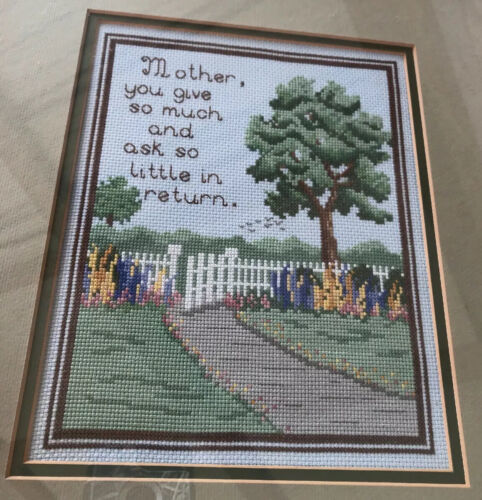 Mother,
you give
so much
and
ask so
little in
return.